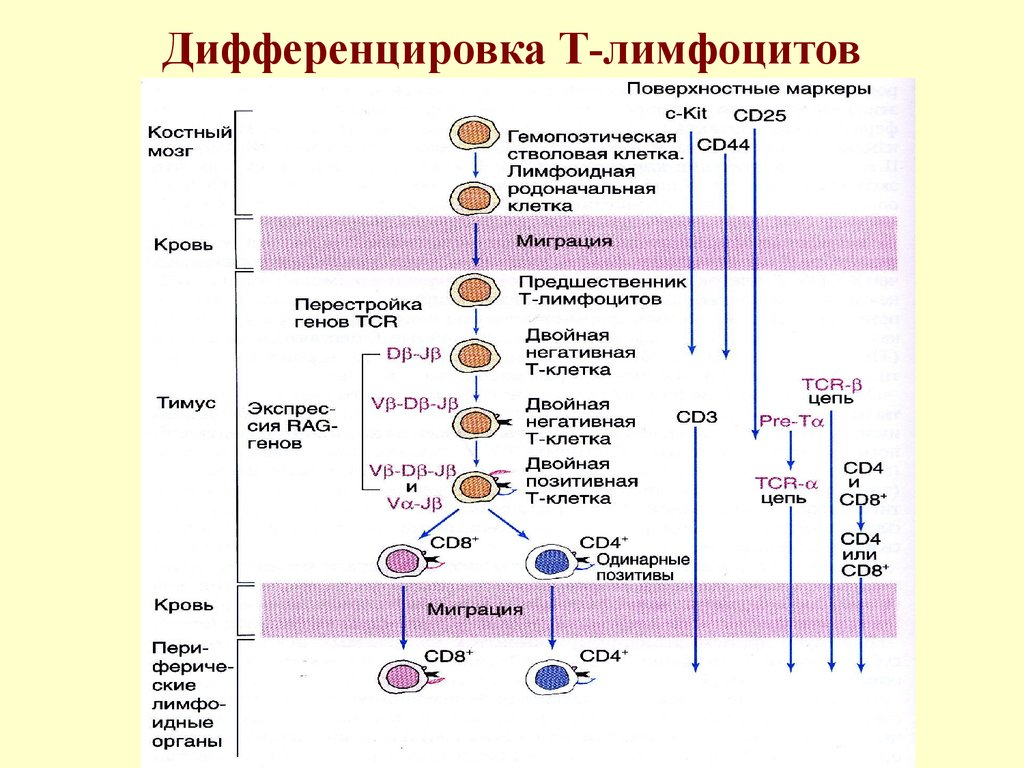 Дифференцировка Т-лимфоцитов
Поверхностные маркеры
c-Kit CD25
CD44
Костный
мозг
Гемопоэтическая
стволовая клетка.
Лимфоидная
родоначальная
клетка
Кровь
Миграция
Предшественник
Т-лимфоцитов
Перестройка
генов TCR
Двойная
негативная
Т-клетка
Dβ-Jβ
TCR-β
цепь
Тимус
Экспрес-
сия RAG-
генов
Vβ-Dβ-Jβ
Двойная
негативная
Т-клетка
CD3
Pre-Tα
Vβ-Dβ-Jβ
и
Vα-Jβ
Двойная
позитивная
Т-клетка
TCR-α
цепь
CD4
и
CD8+
CD8+
CD4+
Одинарные
позитивы
CD4
или
CD8+
Кровь
Миграция
Пери-
фериче-
ские
лимфо-
идные
органы
CD8+
CD4+